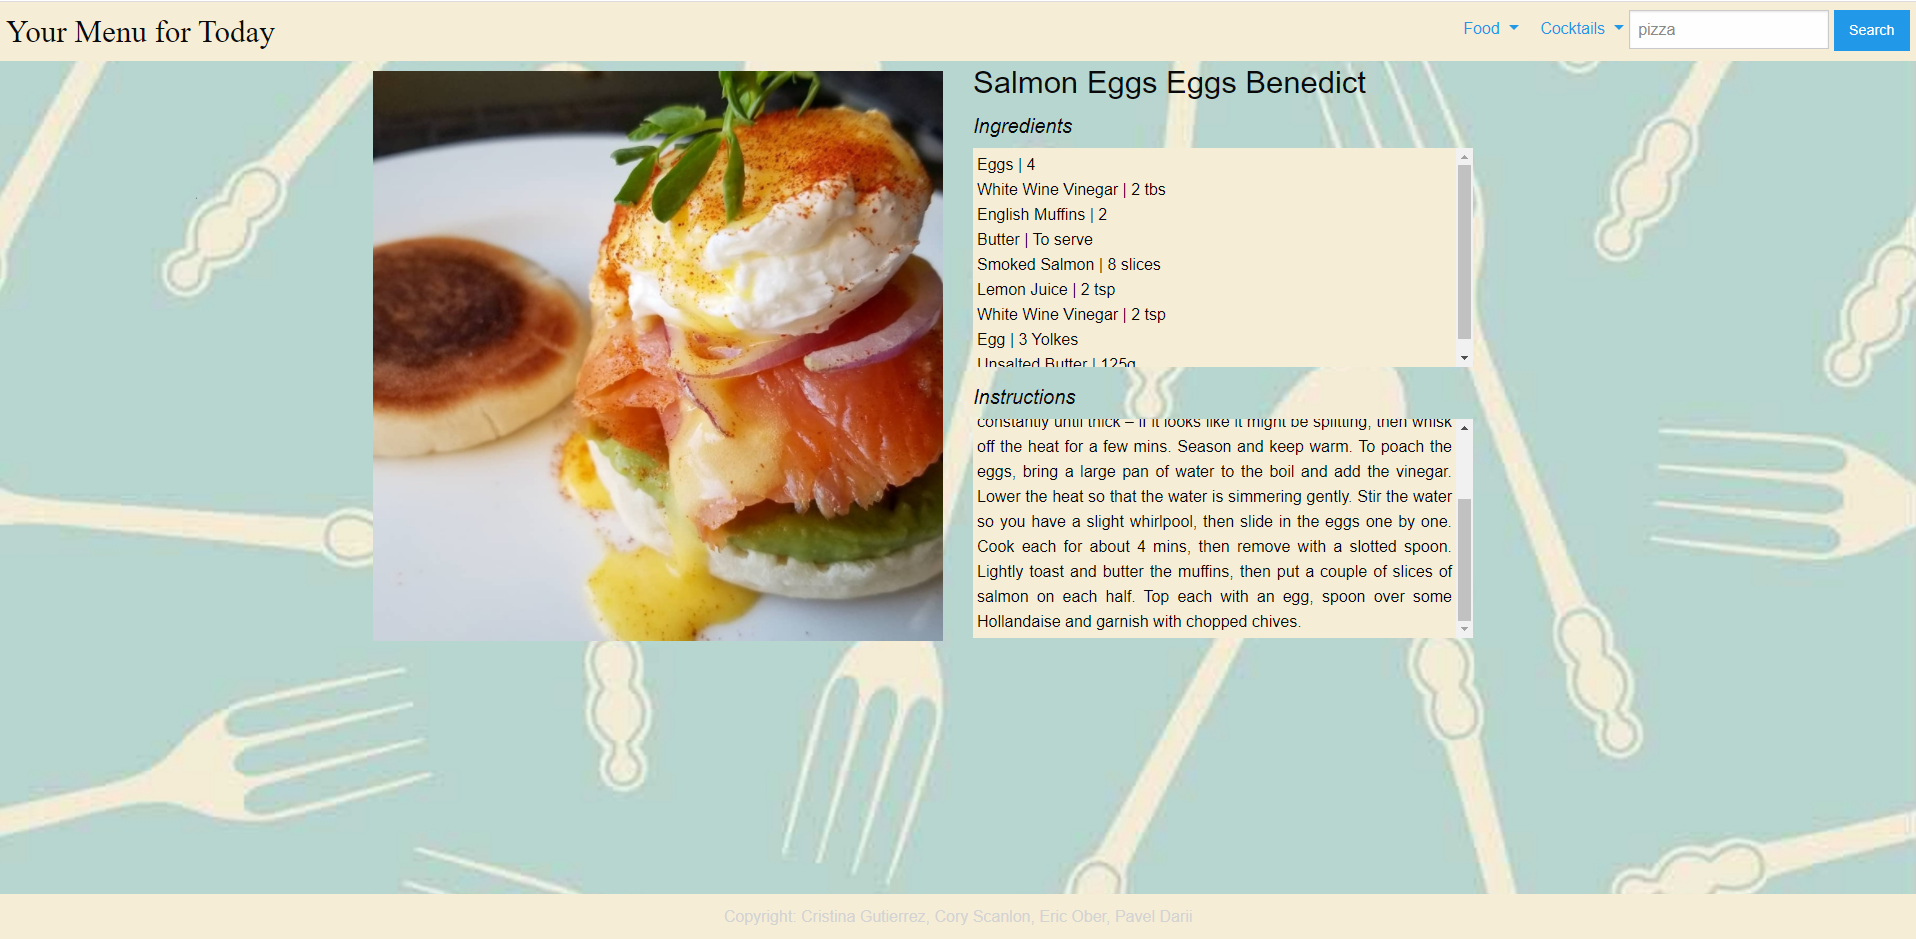 Your Menu for Today
Food
Cocktails
pizza
Search
Salmon Eggs Eggs Benedict
Ingredients
Eggs | 4
White Wine Vinegar | 2 tbs
English Muffins | 2
Butter | To serve
Smoked Salmon | 8 slices
Lemon Juice | 2 tsp
White Wine Vinegar | 2 tsp
Egg | 3 Yolkes
Unsalted Butter | 125g
Instructions
constantly until thick – if it looks like it might be splitting, then whisk
off the heat for a few mins. Season and keep warm. To poach the
eggs, bring a large pan of water to the boil and add the vinegar.
Lower the heat so that the water is simmering gently. Stir the water
so you have a slight whirlpool, then slide in the eggs one by one.
Cook each for about 4 mins, then remove with a slotted spoon.
Lightly toast and butter the muffins, then put a couple of slices of
salmon on each half. Top each with an egg, spoon over some
Hollandaise and garnish with chopped chives.
Copyright: Cristina Gutierrez, Cory Scanlon, Eric Ober, Pavel Darii